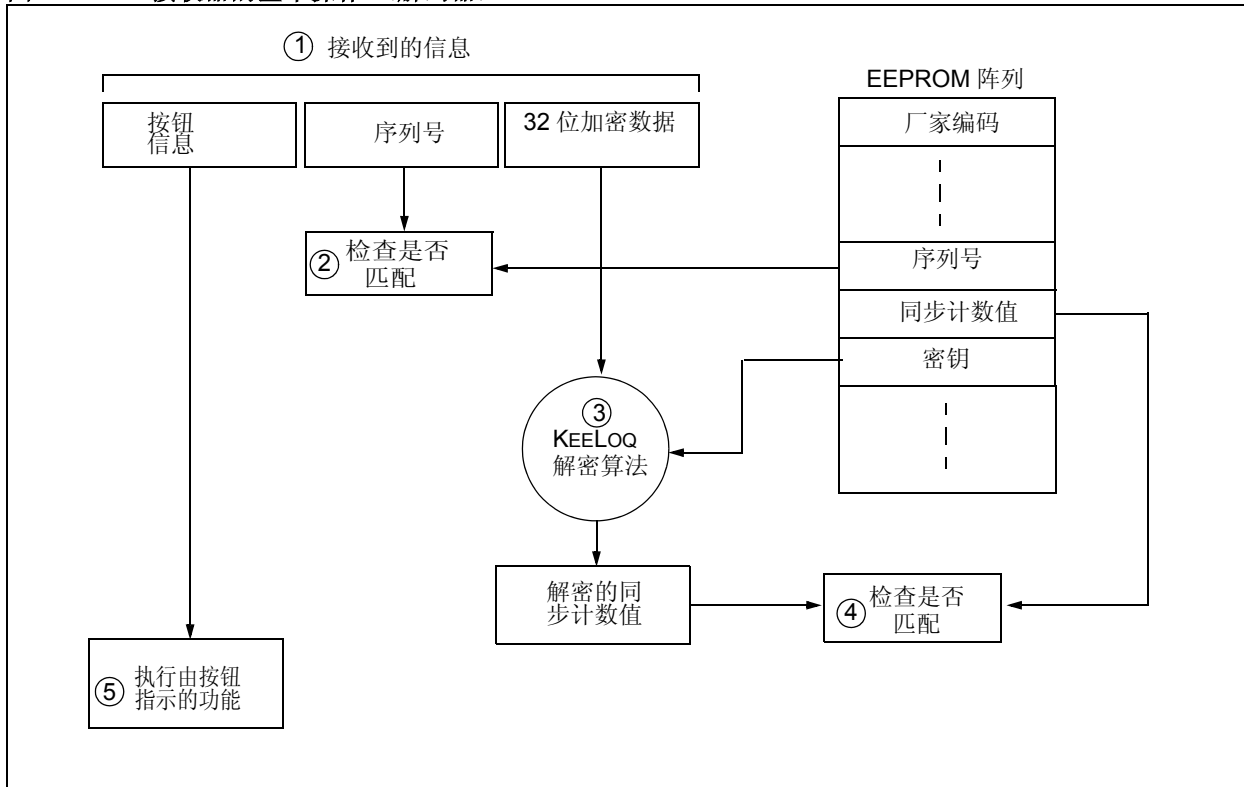 ① 接收到的信息
EEPROM 阵列
按钮
信息
序列号
32 位加密数据
厂家编码
② 检查是否
匹配
序列号
同步计数值
密钥
③
KEELOQ
解密算法
解密的同
步计数值
④ 检查是否
匹配
⑤ 执行由按钮
指示的功能